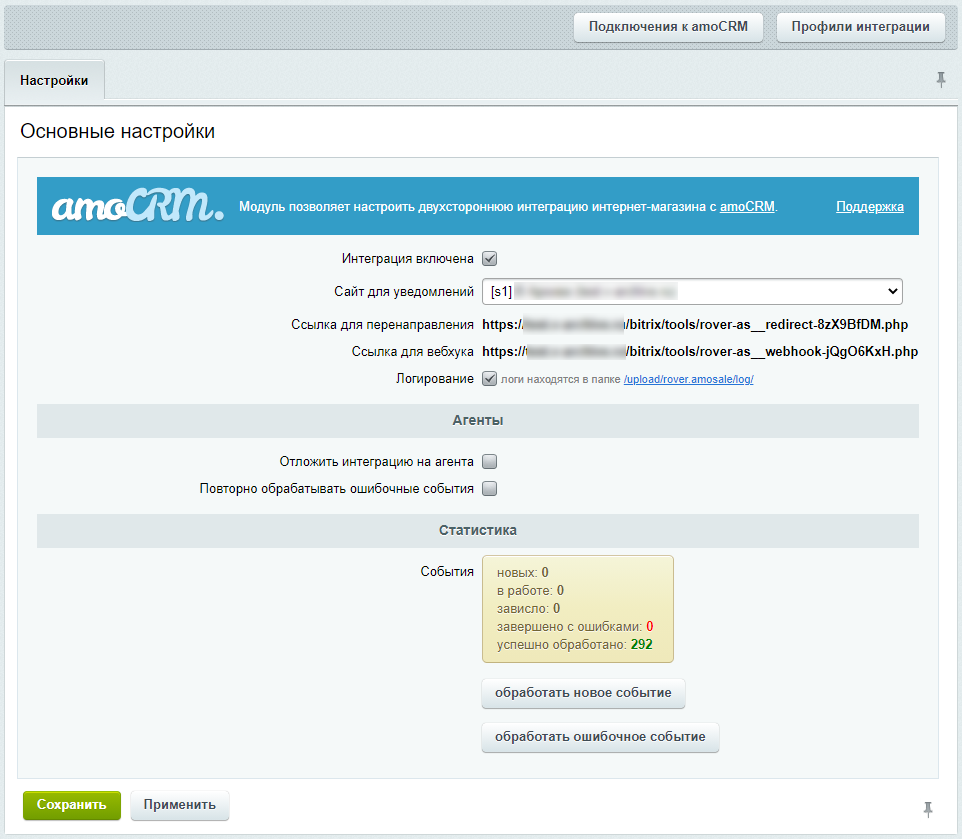 Подключения к amoCRM Профили интеграции
Настройки
Основные настройки
amoCRM. Модуль позволяет настроить двухстороннюю интеграцию интернет-магазина с amoCRM. Поддержка
Интеграция включена
Сайт для уведомлений [s1]
Ссылка для перенаправления https:// /bitrix/tools/rover-as__redirect-8zX9BfDM.php
Ссылка для вебхука https:// /bitrix/tools/rover-as__webhook-jQgO6KxH.php
Логирование логи находятся в папке /upload/rover.amosale/log/
Агенты
Отложить интеграцию на агента
Повторно обрабатывать ошибочные события
Статистика
События новых: 0
в работе: 0
зависло: 0
завершено с ошибками: 0
успешно обработано: 292
обработать новое событие
обработать ошибочное событие
Сохранить Применить